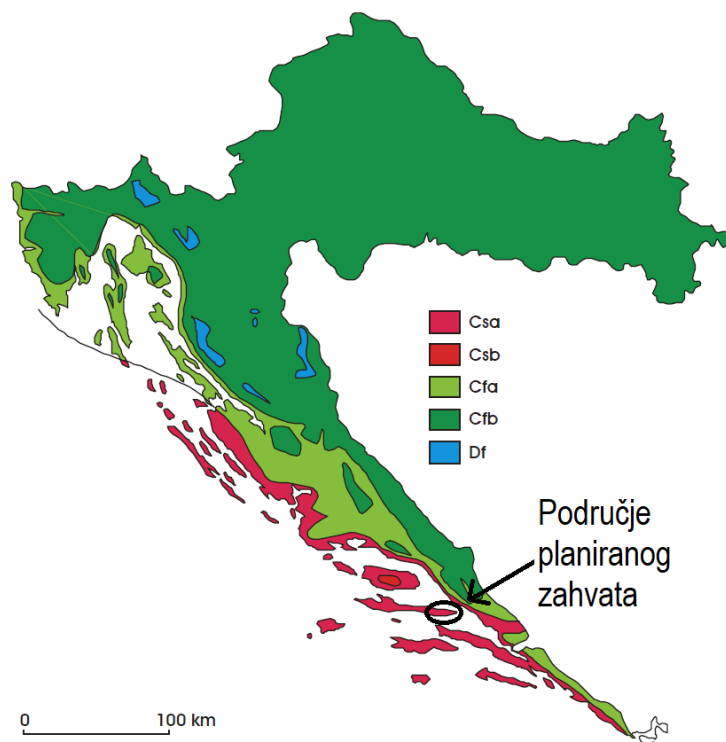 Csa
Csb
Cfa
Cfb
Df
Područje
planiranog
zahvata
0 100 km